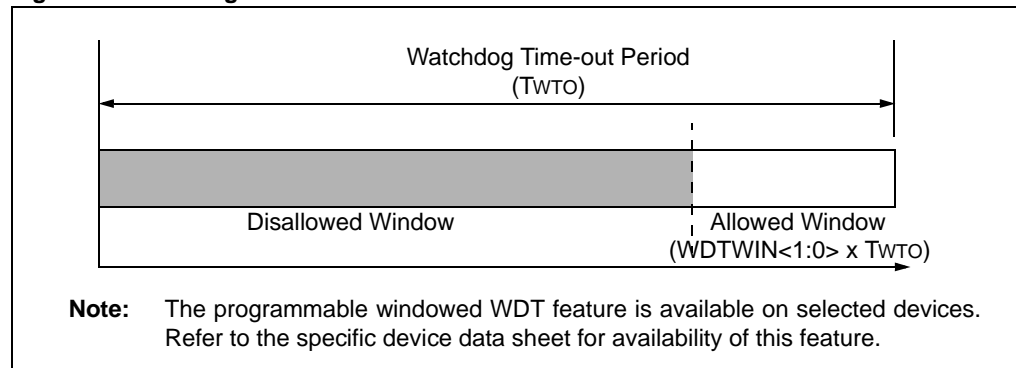 Watchdog Time-out Period
(TWTO)
Disallowed Window
Allowed Window
(WDTWIN<1:0> x TWTO)
Note: The programmable windowed WDT feature is available on selected devices.
Refer to the specific device data sheet for availability of this feature.